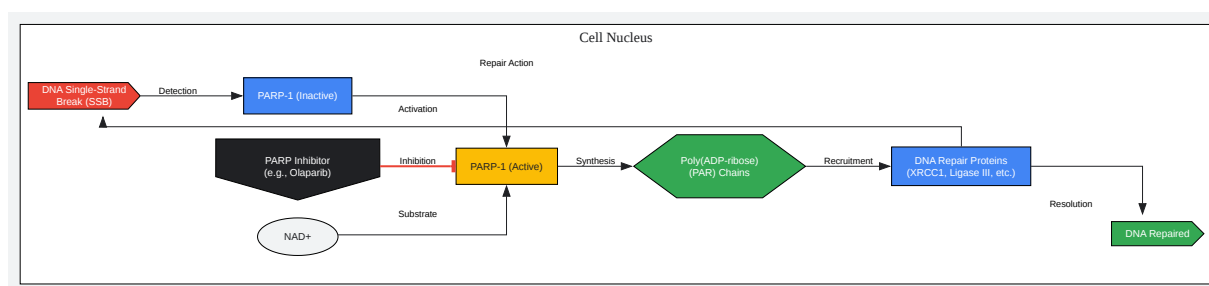 Cell Nucleus
Repair Action
DNA Single-Strand
Break (SSB)
Detection
PARP-1 (Inactive)
Activation
PARP Inhibitor
(e.g., Olaparib)
Inhibition
PARP-1 (Active)
Synthesis
Poly(ADP-ribose)
(PAR) Chains
Recruitment
DNA Repair Proteins
(XRCC1, Ligase III, etc.)
Substrate
NAD+
Resolution
DNA Repaired